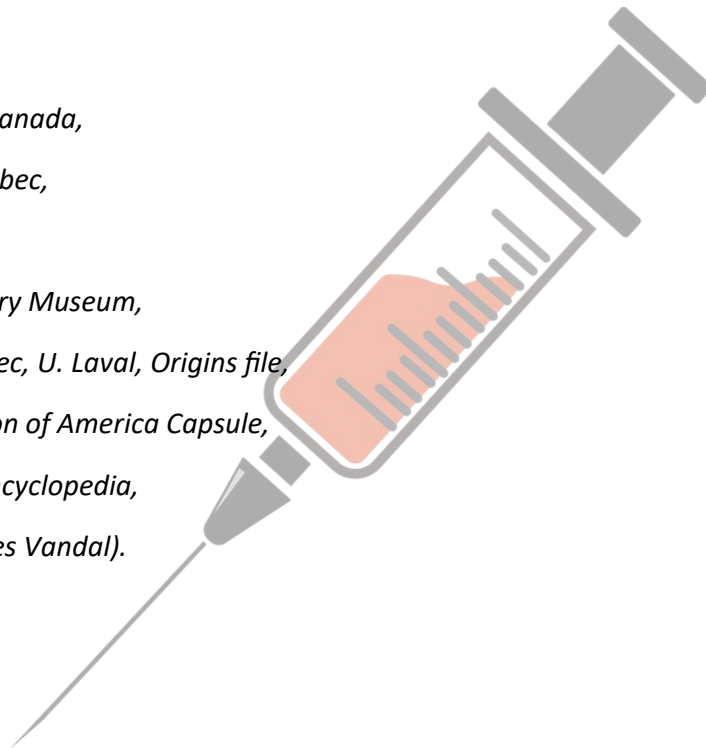 anada,
bec,
ry Museum,
ec, U. Laval, Origins file,
on of America Capsule,
cyclopedia,
es Vandal).